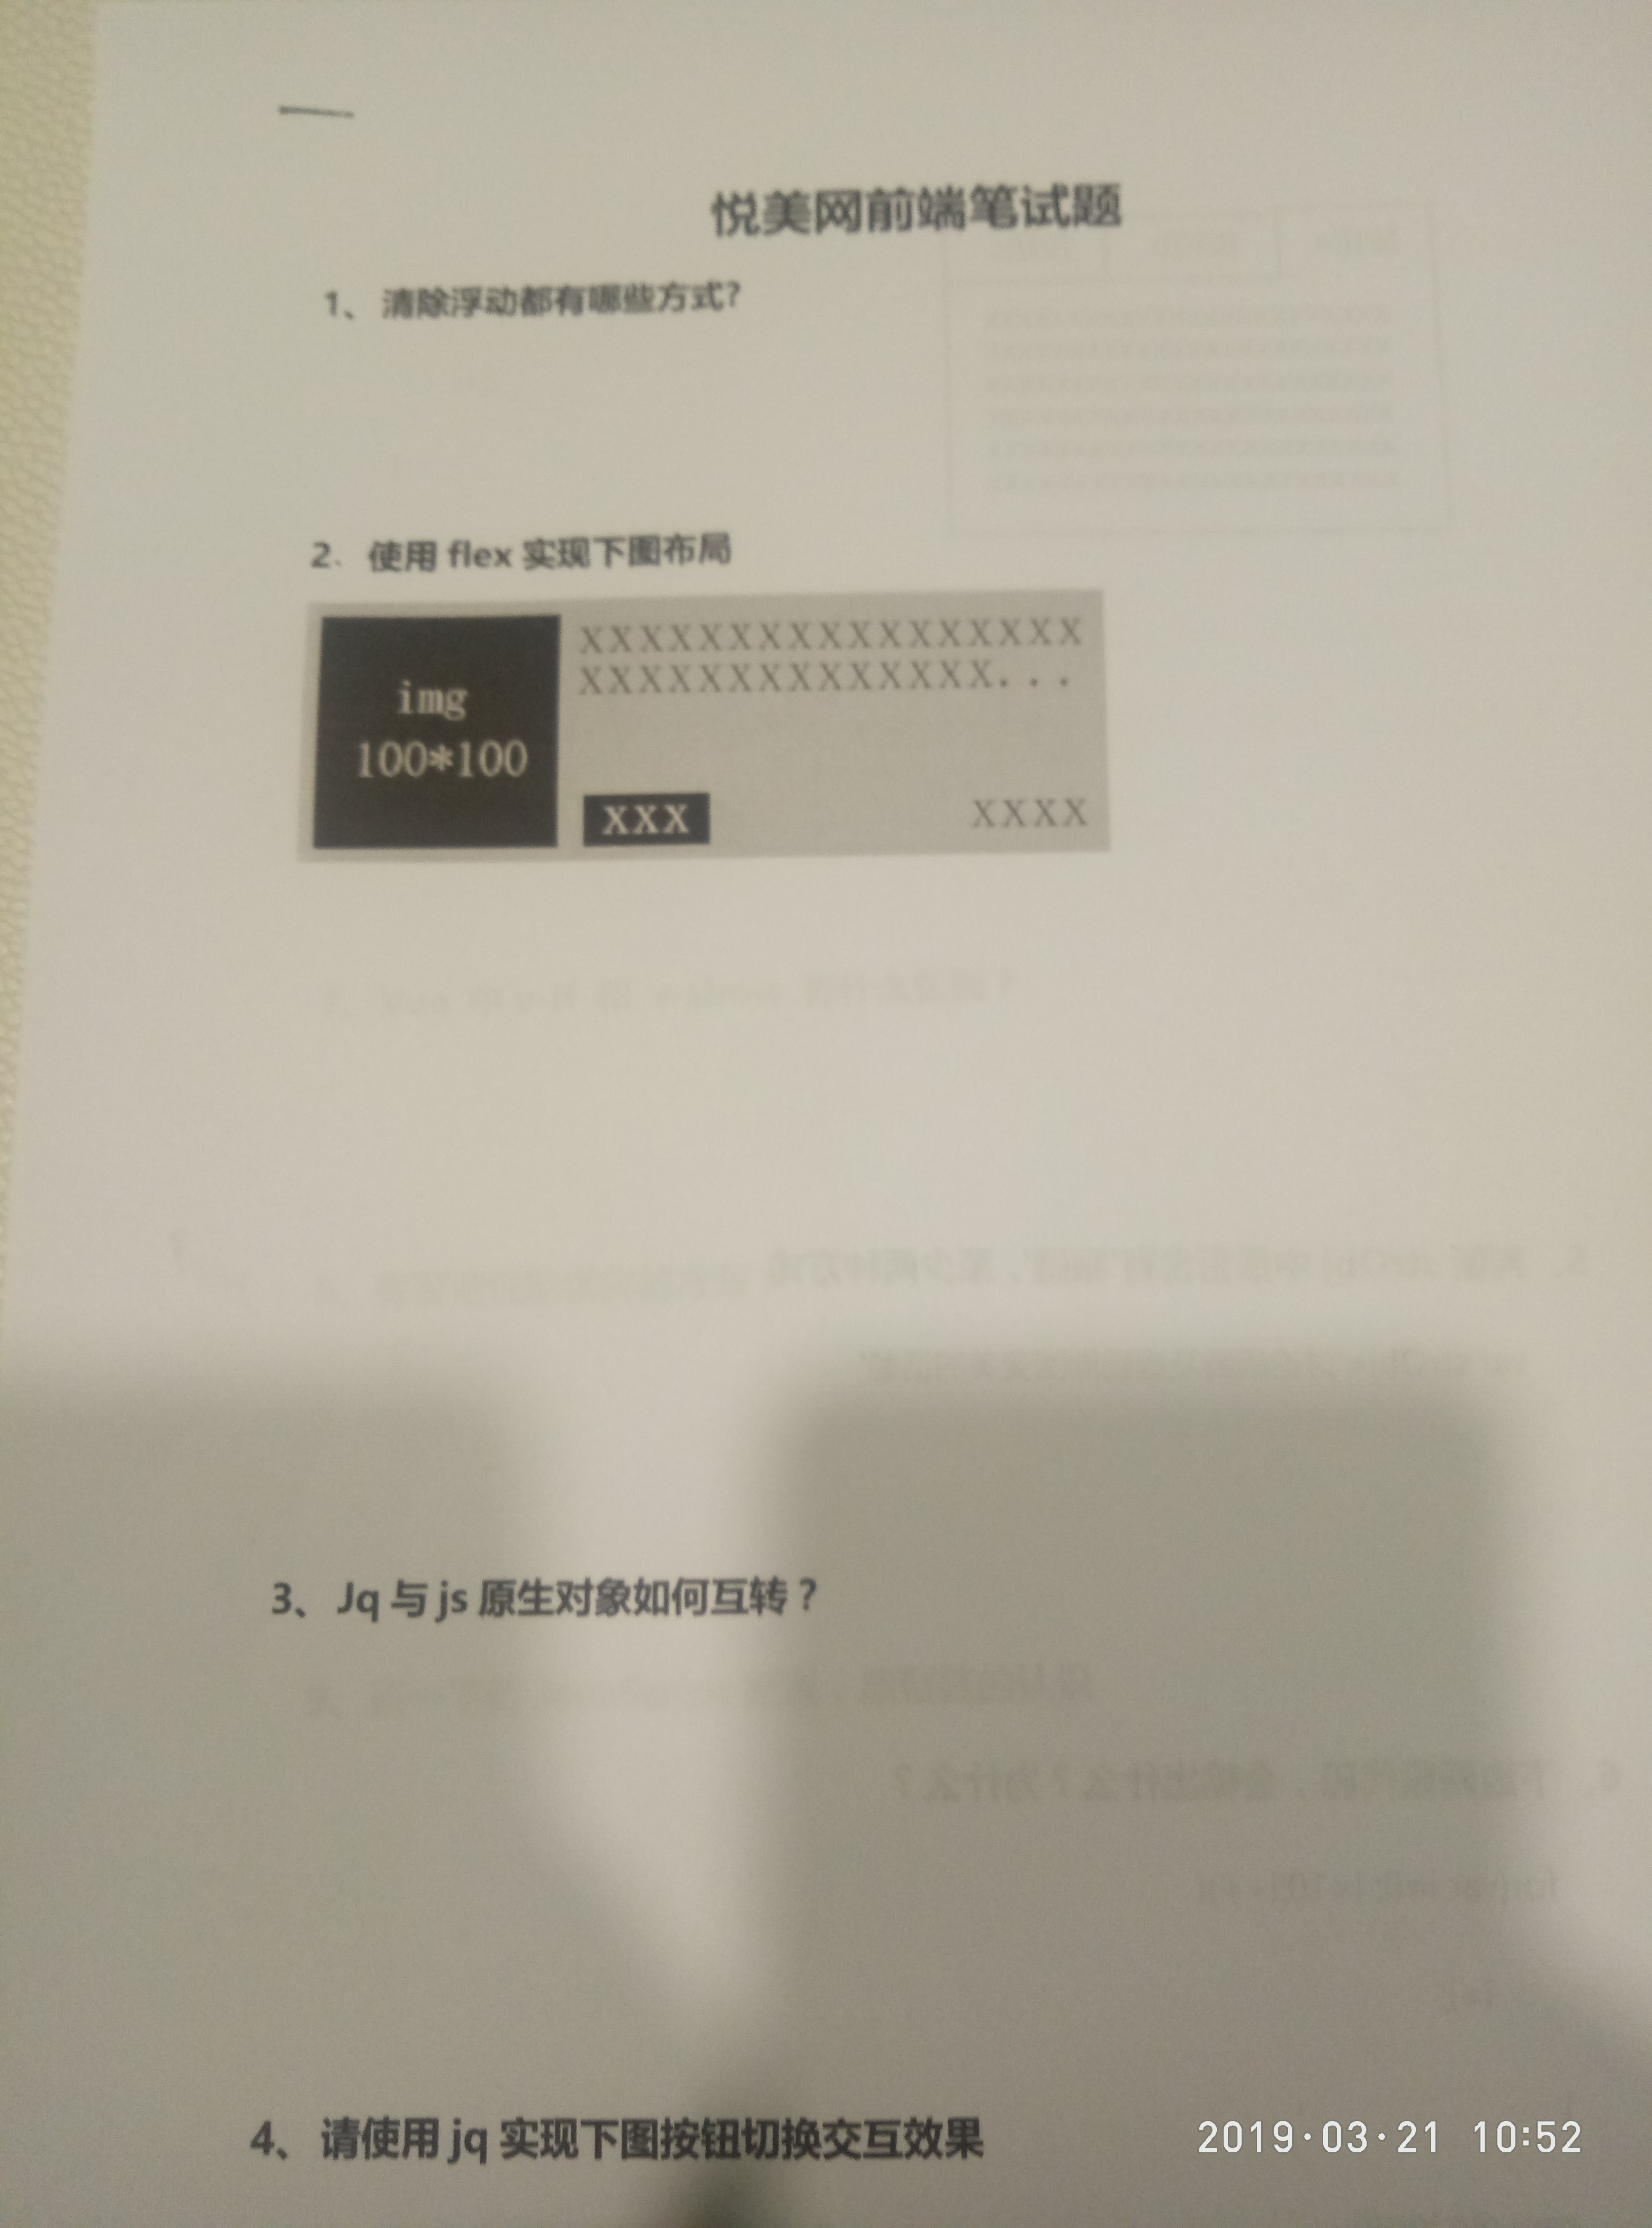 悦美网前端笔试题
1、清除浮动都有哪些方式？
2、使用 flex 实现下图布局
img
100*100
XXXXXXXXXXXXXXXXX
XXXXXXXXXXXXXX...
XXX
XXXX
3、Jq 与 js 原生对象如何互转？
4、请使用 jq 实现下图按钮切换交互效果
2019.03.21 10:52